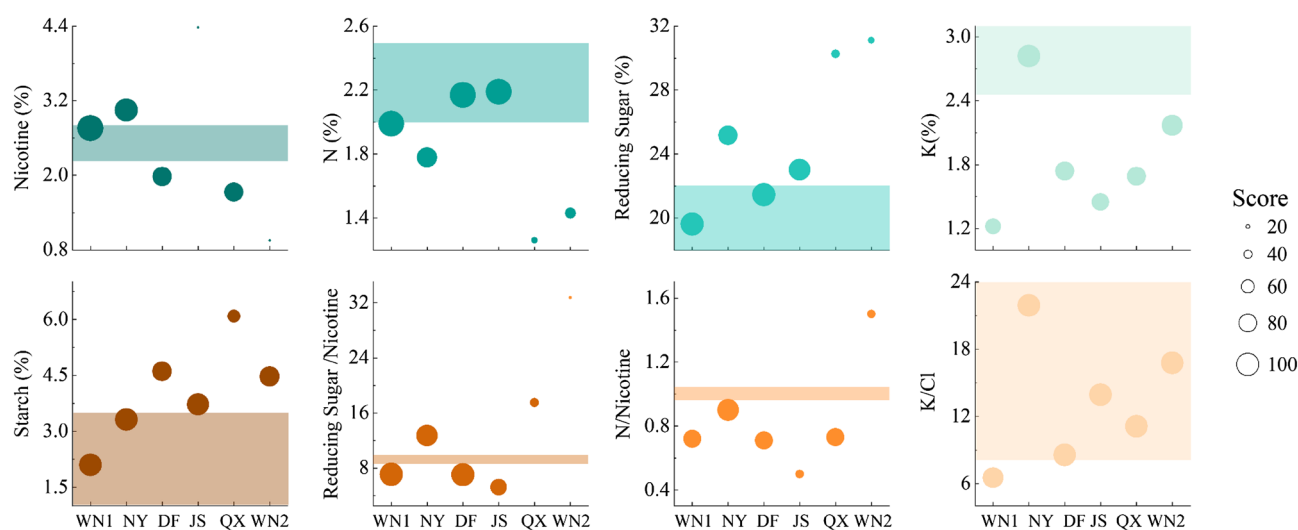 Nicotine (%)
4.4
3.2
2.0
0.8
N (%)
2.6
2.2
1.8
1.4
Reducing Sugar (%)
32
28
24
20
K(%)
3.0
2.4
1.8
1.2
Starch (%)
6.0
4.5
3.0
1.5
WN1 NY DF JS QX WN2
Reducing Sugar /Nicotine
32
24
16
8
WN1 NY DF JS QX WN2
N/Nicotine
1.6
1.2
0.8
0.4
WN1 NY DF JS QX WN2
K/Cl
24
18
12
6
WN1 NY DF JS QX WN2
Score
20
40
60
80
100